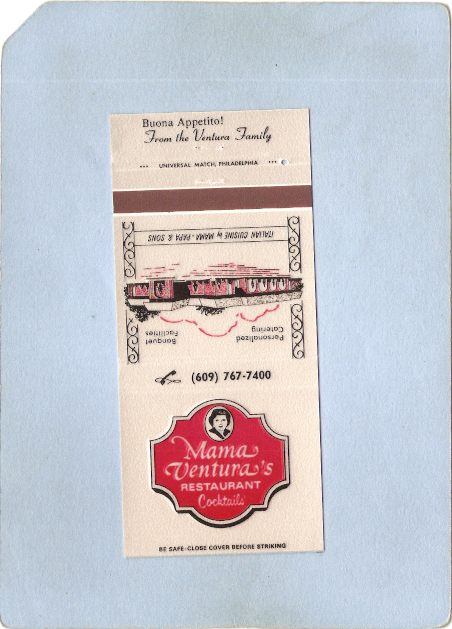 Buona Appetito!
From the Ventura Family
••• UNIVERSAL MATCH, PHILADELPHIA •••
ITALIAN CUISINE by MAMA - PAPA & SONS
Personalized Catering
Banquet Facilities
(609) 767-7400
Mama
Ventura's
RESTAURANT
Cocktails
BE SAFE-CLOSE COVER BEFORE STRIKING